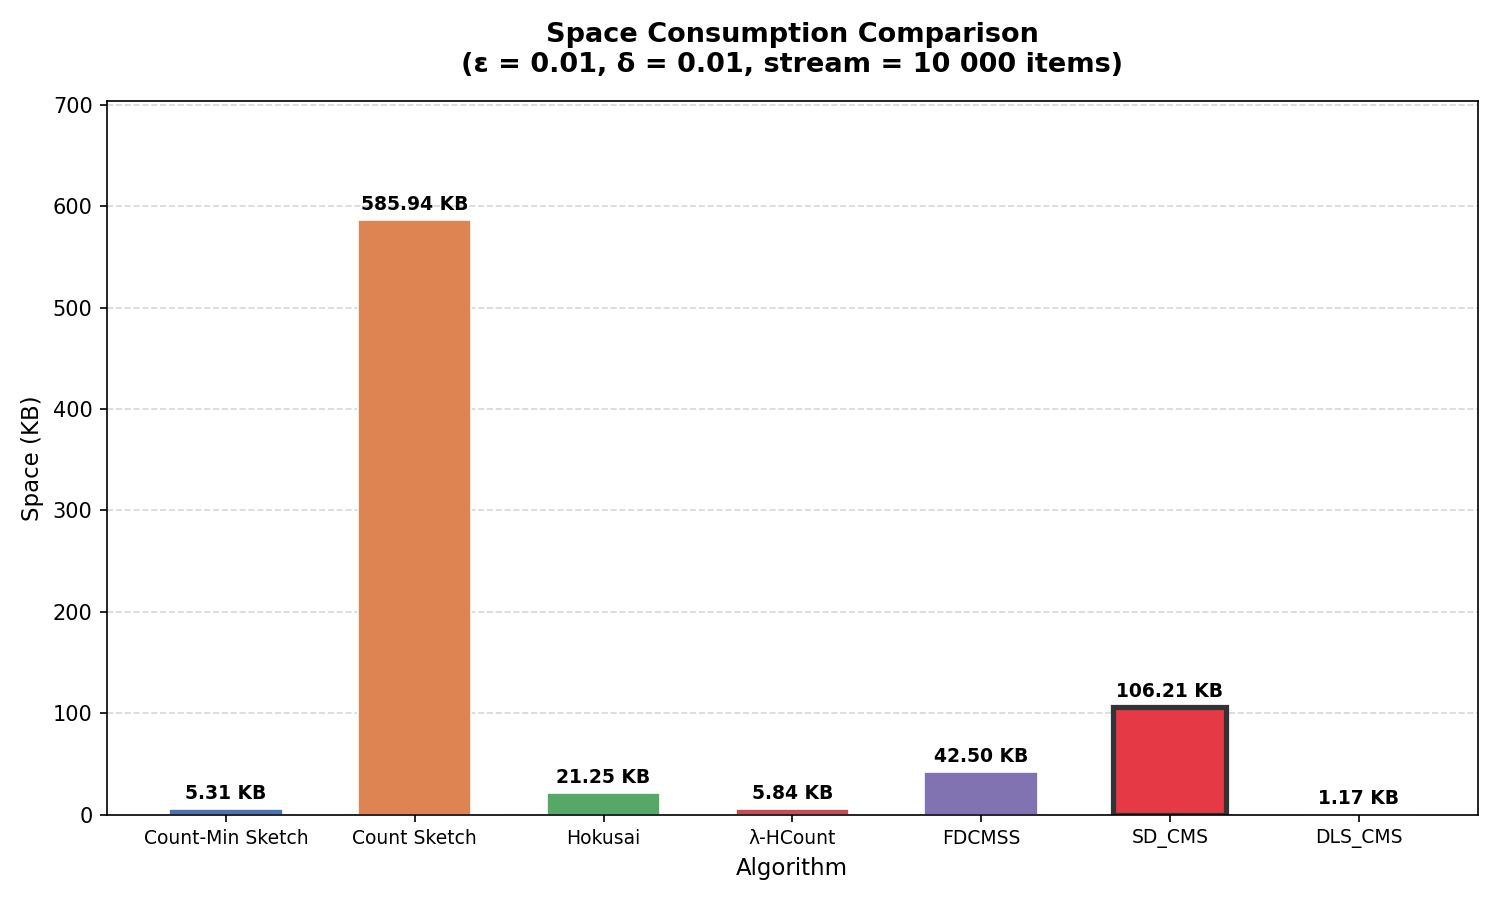 Space Consumption Comparison
(ε = 0.01, δ = 0.01, stream = 10 000 items)
Space (KB)
700
600
500
400
300
200
100
0
5.31 KB
585.94 KB
21.25 KB
5.84 KB
42.50 KB
106.21 KB
1.17 KB
Count-Min Sketch
Count Sketch
Hokusai
λ-HCount
FDCMSS
SD_CMS
DLS_CMS
Algorithm